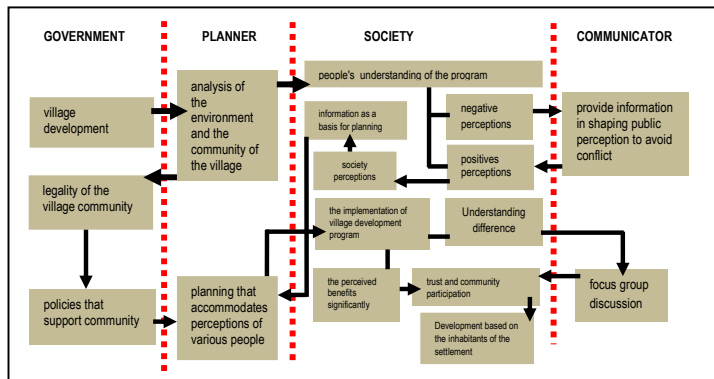 GOVERNMENT
PLANNER
SOCIETY
COMMUNICATOR
village
development
legality of the
village community
policies that
support community
analysis of
the
environment
and the
community of
the village
planning that
accommodates
perceptions of
various people
people's understanding of the program
information as a
basis for planning
negative
perceptions
society
perceptions
positives
perceptions
the implementation of
village development
program
Understanding
difference
the perceived
benefits
significantly
trust and community
participation
Development based on
the inhabitants of the
settlement
provide information
in shaping public
perception to avoid
conflict
focus group
discussion